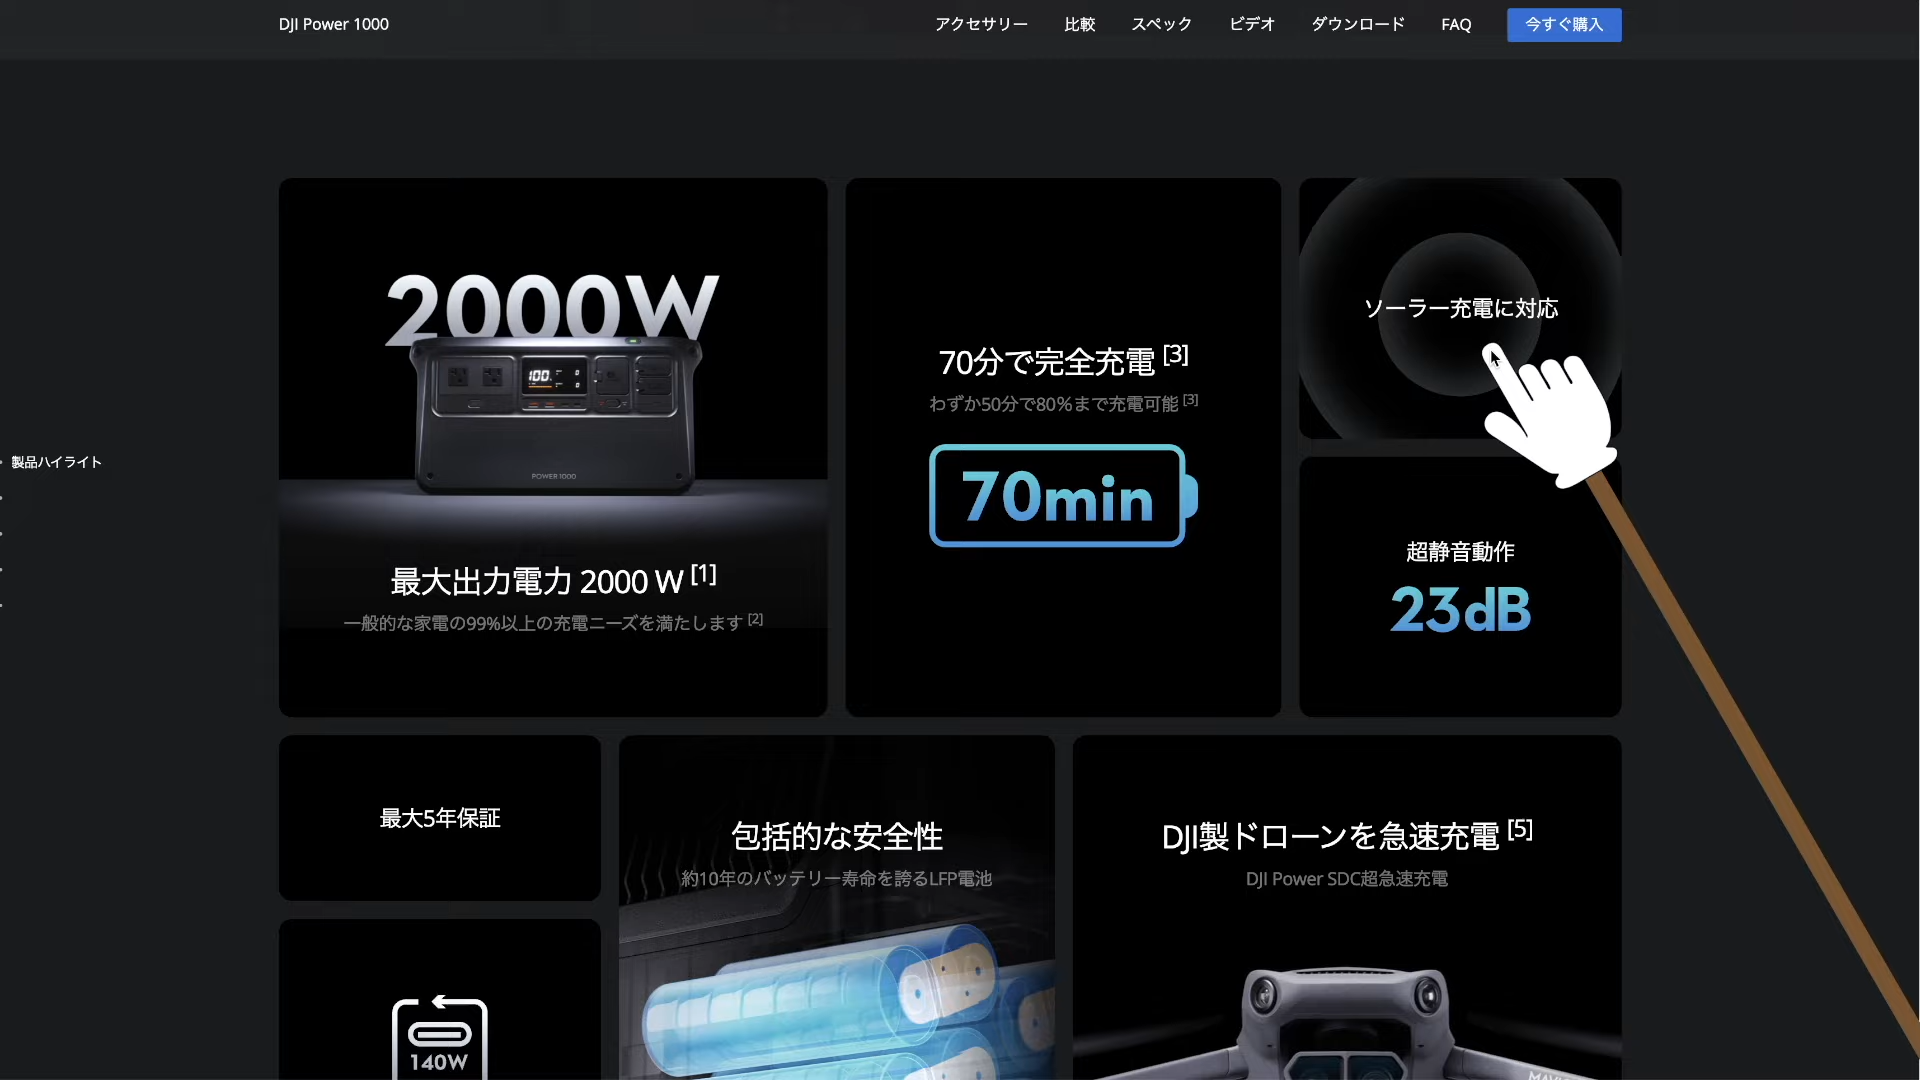 DJI Power 1000
アクセサリー
比較
スペック
ビデオ
ダウンロード
FAQ
今すぐ購入
製品ハイライト
2000W
100
POWER 1000
最大出力電力 2000 W [1]
一般的な家電の99%以上の充電ニーズを満たします [2]
70分で完全充電 [3]
わずか50分で80%まで充電可能 [3]
70min
ソーラー充電に対応
超静音動作
23dB
最大5年保証
140W
包括的な安全性
約10年のバッテリー寿命を誇るLFP電池
DJI製ドローンを急速充電 [5]
DJI Power SDC超急速充電